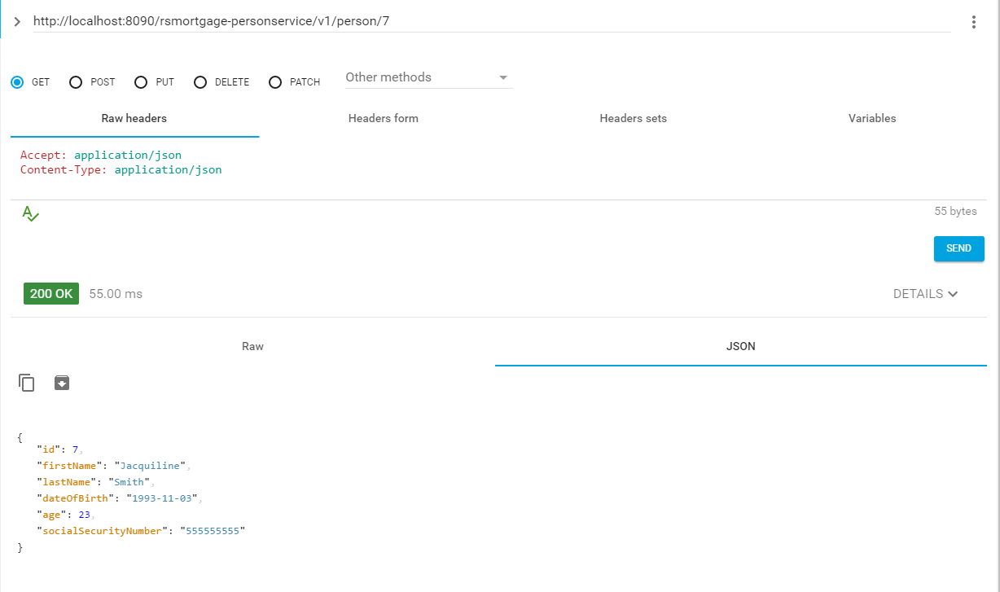 http://localhost:8090/rsmortgage-personservice/v1/person/7
GET POST PUT DELETE PATCH Other methods
Raw headers Headers form Headers sets Variables
Accept: application/json
Content-Type: application/json
55 bytes
SEND
200 OK 55.00 ms DETAILS
Raw JSON
{
"id": 7,
"firstName": "Jacquiline",
"lastName": "Smith",
"dateOfBirth": "1993-11-03",
"age": 23,
"socialSecurityNumber": "555555555"
}